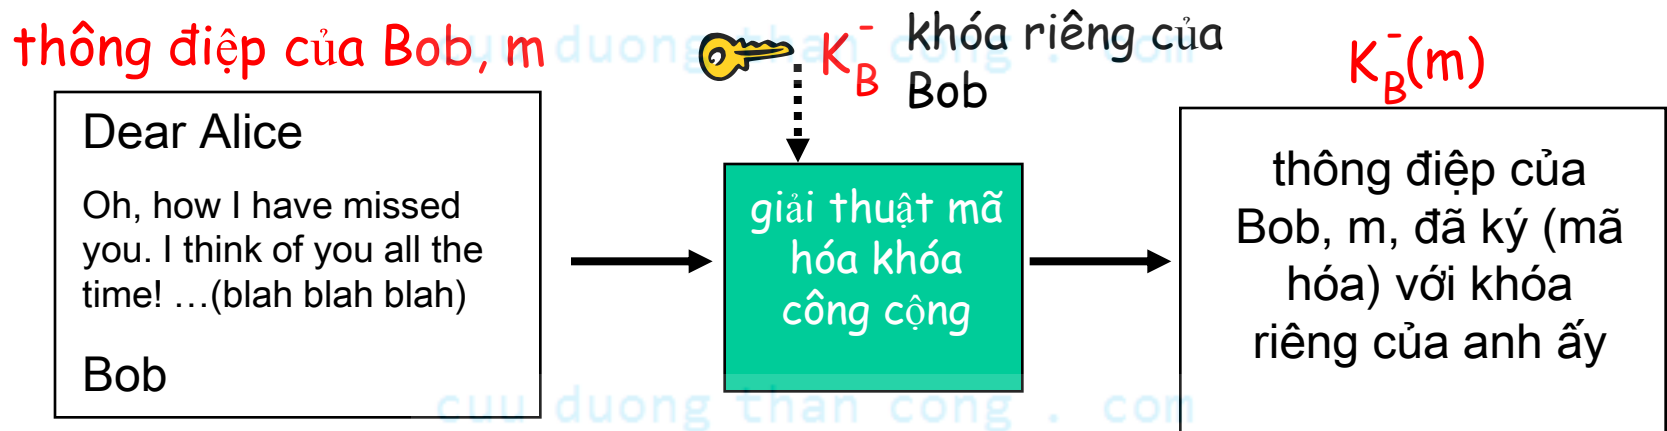 thông điệp của Bob, m
cuu duong than cong . com
K_B^-
khóa riêng của
Bob
K_B^-(m)
Dear Alice
Oh, how I have missed
you. I think of you all the
time! …(blah blah blah)
Bob
giải thuật mã
hóa khóa
công cộng
thông điệp của
Bob, m, đã ký (mã
hóa) với khóa
riêng của anh ấy
cuu duong than cong . com